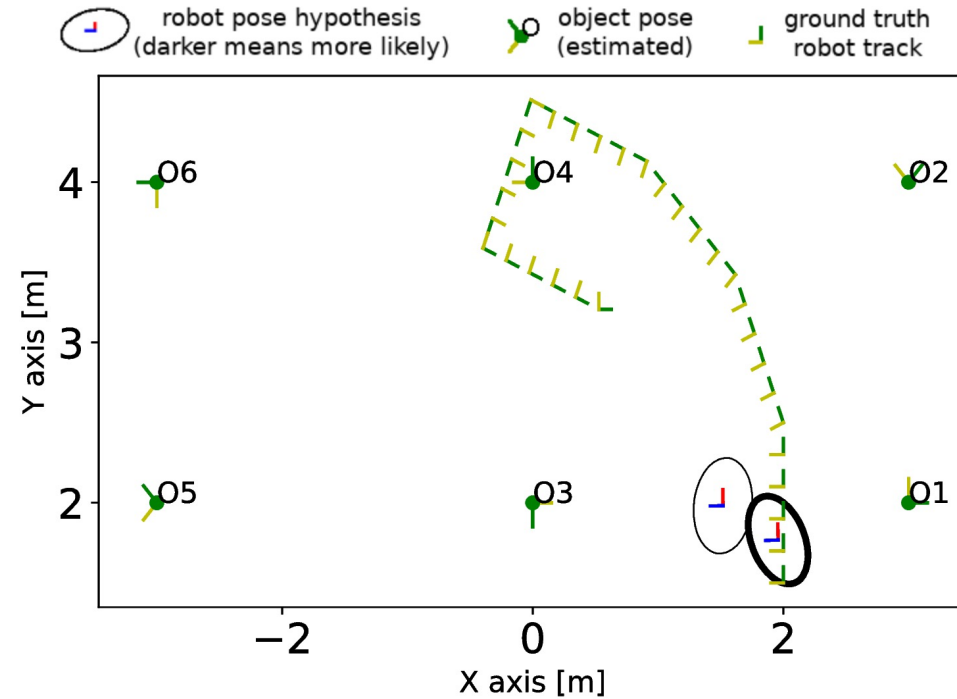 robot pose hypothesis
(darker means more likely)
O
object pose
(estimated)
ground truth
robot track
O6
O4
O2
O5
O3
O1
4
3
2
Y axis [m]
−2
0
2
X axis [m]